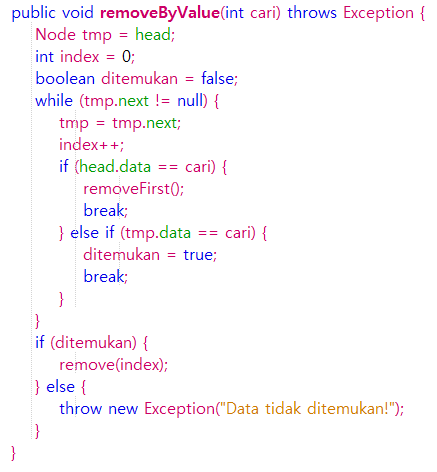 public void removeByValue(int cari) throws Exception {
    Node tmp = head;
    int index = 0;
    boolean ditemukan = false;
    while (tmp.next != null) {
        tmp = tmp.next;
        index++;
        if (head.data == cari) {
            removeFirst();
            break;
        } else if (tmp.data == cari) {
            ditemukan = true;
            break;
        }
    }
    if (ditemukan) {
        remove(index);
    } else {
        throw new Exception("Data tidak ditemukan!");
    }
}